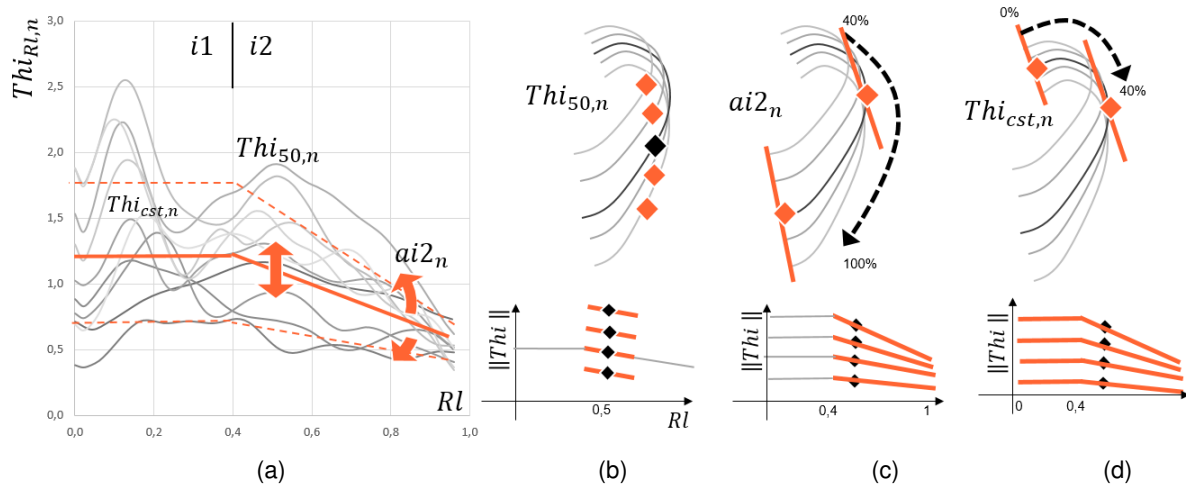 Thi_{Rl,n}
3,0
2,5
2,0
1,5
1,0
0,5
0,0
i1 i2
Thi_{50,n}
Thi_{cst,n}
ai2_n
Rl
0,0 0,2 0,4 0,6 0,8 1,0
(a)
Thi_{50,n}
‖Thi ‖
0,5
Rl
(b)
40%
ai2_n
100%
‖Thi ‖
0,4 1
(c)
0%
40%
Thi_{cst,n}
‖Thi ‖
0 0,4
(d)